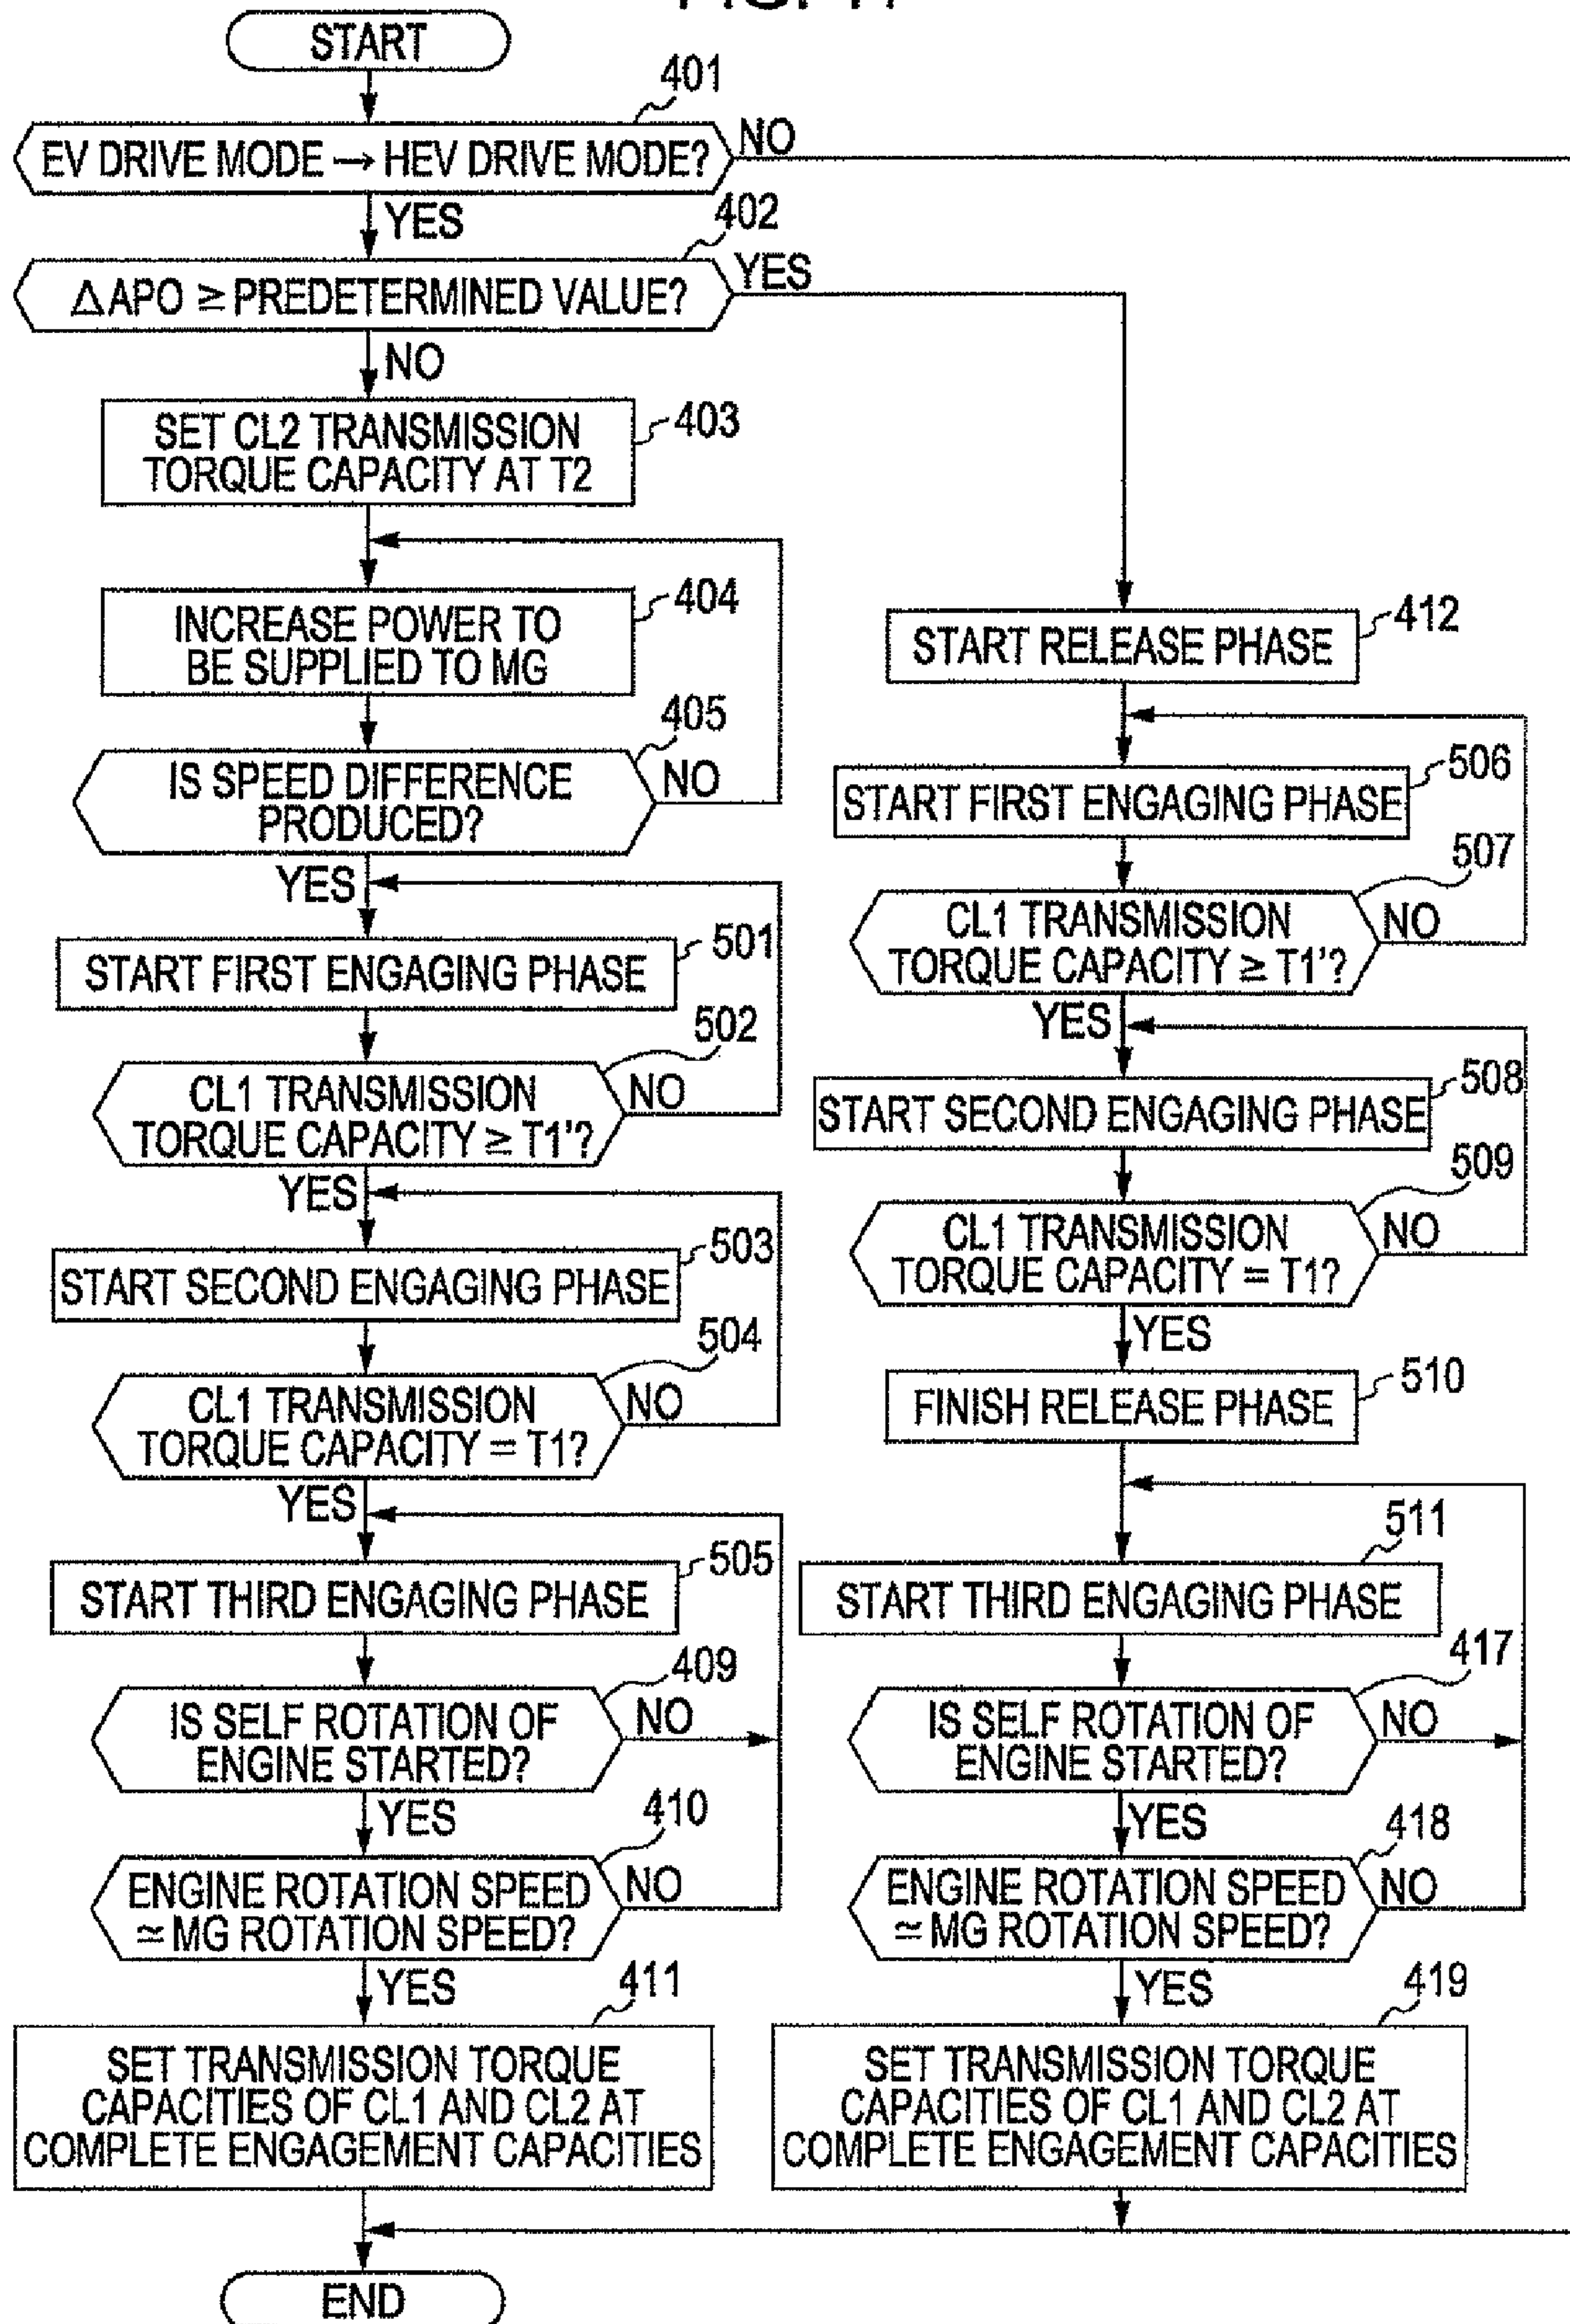 START
401
EV DRIVE MODE → HEV DRIVE MODE?
NO
YES
402
ΔAPO ≥ PREDETERMINED VALUE?
YES
NO
SET CL2 TRANSMISSION
TORQUE CAPACITY AT T2
403
INCREASE POWER TO
BE SUPPLIED TO MG
404
405
IS SPEED DIFFERENCE
PRODUCED?
NO
YES
START FIRST ENGAGING PHASE
501
502
CL1 TRANSMISSION
TORQUE CAPACITY ≥ T1'?
NO
YES
START SECOND ENGAGING PHASE
503
504
CL1 TRANSMISSION
TORQUE CAPACITY = T1?
NO
YES
START THIRD ENGAGING PHASE
505
409
IS SELF ROTATION OF
ENGINE STARTED?
NO
YES
410
ENGINE ROTATION SPEED
≃ MG ROTATION SPEED?
NO
YES
411
SET TRANSMISSION TORQUE
CAPACITIES OF CL1 AND CL2 AT
COMPLETE ENGAGEMENT CAPACITIES
START RELEASE PHASE
412
START FIRST ENGAGING PHASE
506
507
CL1 TRANSMISSION
TORQUE CAPACITY ≥ T1'?
NO
YES
START SECOND ENGAGING PHASE
508
509
CL1 TRANSMISSION
TORQUE CAPACITY = T1?
NO
YES
FINISH RELEASE PHASE
510
511
START THIRD ENGAGING PHASE
417
IS SELF ROTATION OF
ENGINE STARTED?
NO
YES
418
ENGINE ROTATION SPEED
≃ MG ROTATION SPEED?
NO
YES
419
SET TRANSMISSION TORQUE
CAPACITIES OF CL1 AND CL2 AT
COMPLETE ENGAGEMENT CAPACITIES
END